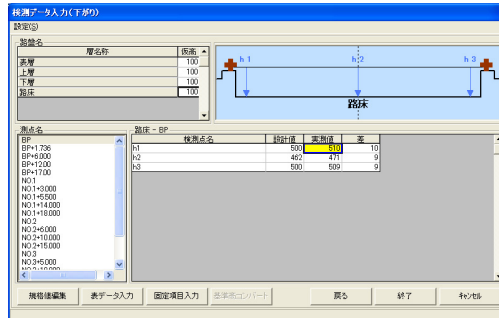 検測データ入力(下がり)
設定(S)
路盤名
層名称 仮高
表層 100
上層 100
下層 100
路床 100
h1 h2 h3
路床
測点名
BP
BP+1.736
BP+6.000
BP+12.00
BP+17.00
NO.1
NO.1+3.000
NO.1+5.500
NO.1+14.000
NO.1+18.000
NO.2
NO.2+6.000
NO.2+10.000
NO.2+15.000
NO.3
NO.3+5.000
路床 - BP
検測点名 設計値 実測値 差
h1 500 510 10
h2 462 471 9
h3 500 509 9
規格値編集 表データ入力 固定項目入力 基準高コンバート 戻る 終了 キャンセル